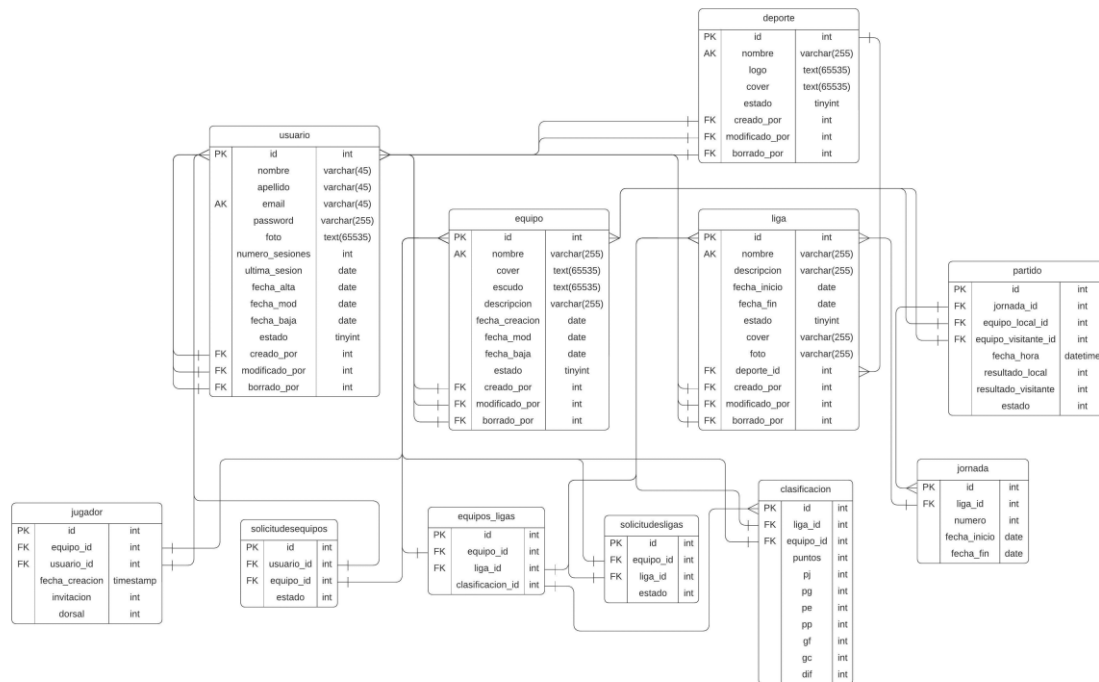 deporte
PK id int
AK nombre varchar(255)
logo text(65535)
cover text(65535)
estado tinyint
FK creado_por int
FK modificado_por int
FK borrado_por int
usuario
PK id int
nombre varchar(45)
apellido varchar(45)
AK email varchar(45)
password varchar(255)
foto text(65535)
numero_sesiones int
ultima_sesion date
fecha_alta date
fecha_mod date
fecha_baja date
estado tinyint
FK creado_por int
FK modificado_por int
FK borrado_por int
equipo
PK id int
AK nombre varchar(255)
cover text(65535)
escudo text(65535)
descripcion varchar(255)
fecha_creacion date
fecha_mod date
fecha_baja date
estado tinyint
FK creado_por int
FK modificado_por int
FK borrado_por int
liga
PK id int
AK nombre varchar(255)
descripcion varchar(255)
fecha_inicio date
fecha_fin date
estado tinyint
cover varchar(255)
foto varchar(255)
FK deporte_id int
FK creado_por int
FK modificado_por int
FK borrado_por int
partido
PK id int
FK jornada_id int
FK equipo_local_id int
FK equipo_visitante_id int
fecha_hora datetime
resultado_local int
resultado_visitante int
estado int
jornada
PK id int
FK liga_id int
numero int
fecha_inicio date
fecha_fin date
jugador
PK id int
FK equipo_id int
FK usuario_id int
fecha_creacion timestamp
invitacion int
dorsal int
solicitudesequipos
PK id int
FK usuario_id int
FK equipo_id int
estado int
equipos_ligas
PK id int
FK equipo_id int
FK liga_id int
clasificacion_id int
solicitudesligas
PK id int
FK equipo_id int
FK liga_id int
estado int
clasificacion
PK id int
FK liga_id int
FK equipo_id int
puntos int
pj int
pg int
pe int
pp int
gf int
gc int
dif int